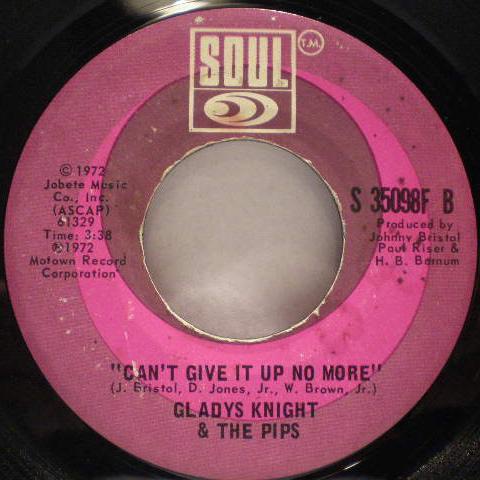 SOUL
T.M.
© 1972
Jobete Music
Co., Inc.
(ASCAP)
61329
Time: 3:38
℗1972
Motown Record
Corporation
S 35098F B
Produced by
Johnny Bristol
Paul Riser &
H. B. Barnum
"CAN'T GIVE IT UP NO MORE"
(J. Bristol, D. Jones, Jr., W. Brown, Jr.)
GLADYS KNIGHT
& THE PIPS